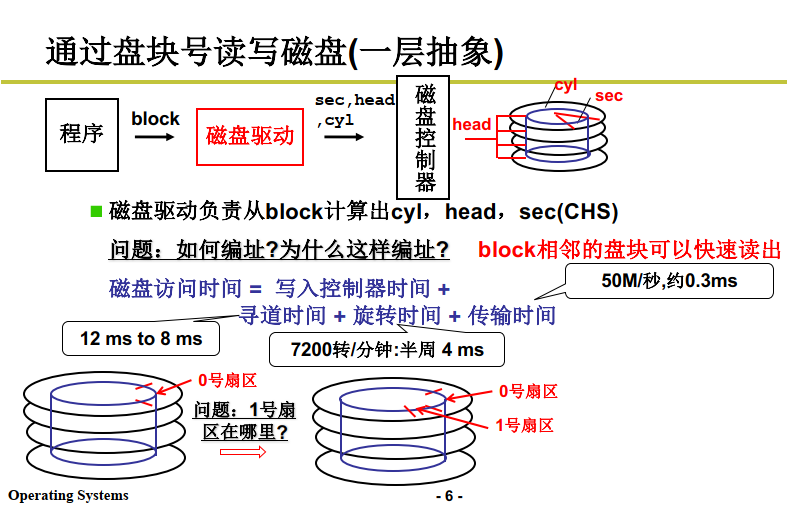 通过盘块号读写磁盘(一层抽象)
程序
block
磁盘驱动
sec,head
,cyl
磁盘控制器
head
cyl
sec
磁盘驱动负责从block计算出cyl，head，sec(CHS)
问题：如何编址?为什么这样编址?
block相邻的盘块可以快速读出
磁盘访问时间 = 写入控制器时间 +
寻道时间 + 旋转时间 + 传输时间
50M/秒,约0.3ms
12 ms to 8 ms
7200转/分钟:半周 4 ms
0号扇区
问题：1号扇
区在哪里?
0号扇区
1号扇区
Operating Systems
- 6 -